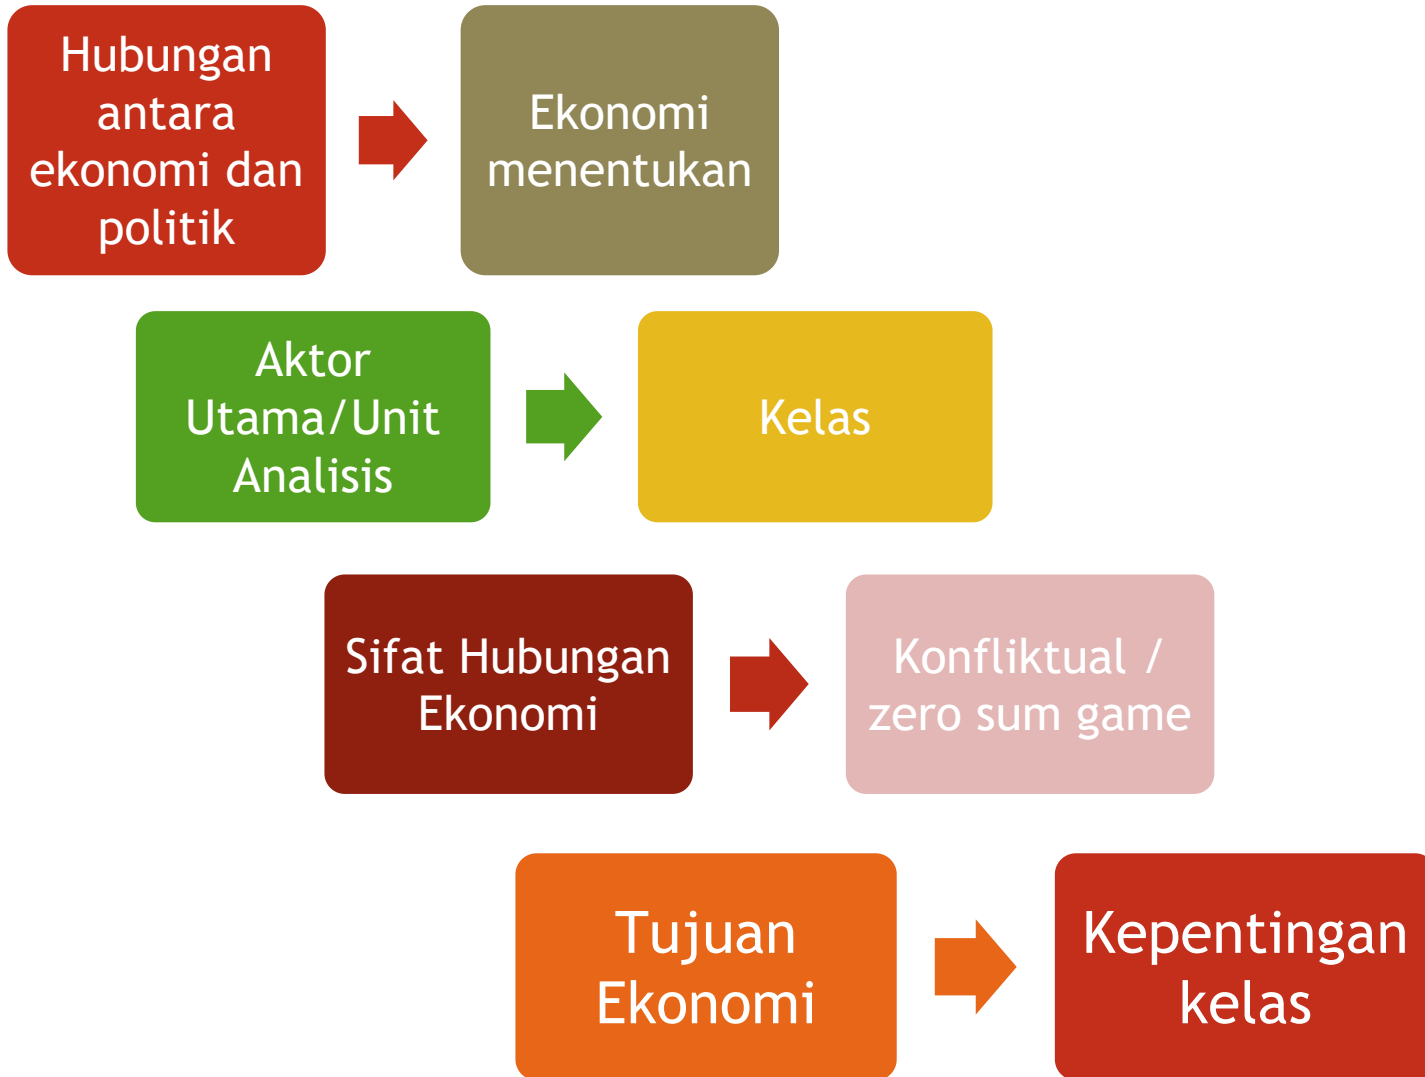 Hubungan
antara
ekonomi dan
politik
Ekonomi
menentukan
Aktor
Utama/Unit
Analisis
Kelas
Sifat Hubungan
Ekonomi
Konfliktual /
zero sum game
Tujuan
Ekonomi
Kepentingan
kelas